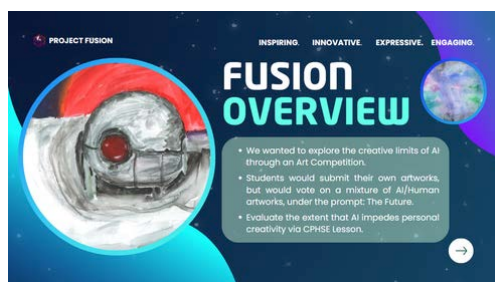 PROJECT FUSION
INSPIRING. INNOVATIVE. EXPRESSIVE. ENGAGING.
FUSION
OVERVIEW
• We wanted to explore the creative limits of AI
through an Art Competition.
• Students would submit their own artworks,
but would vote on a mixture of AI/Human
artworks, under the prompt: The Future.
• Evaluate the extent that AI impedes personal
creativity via CPHSE Lesson.